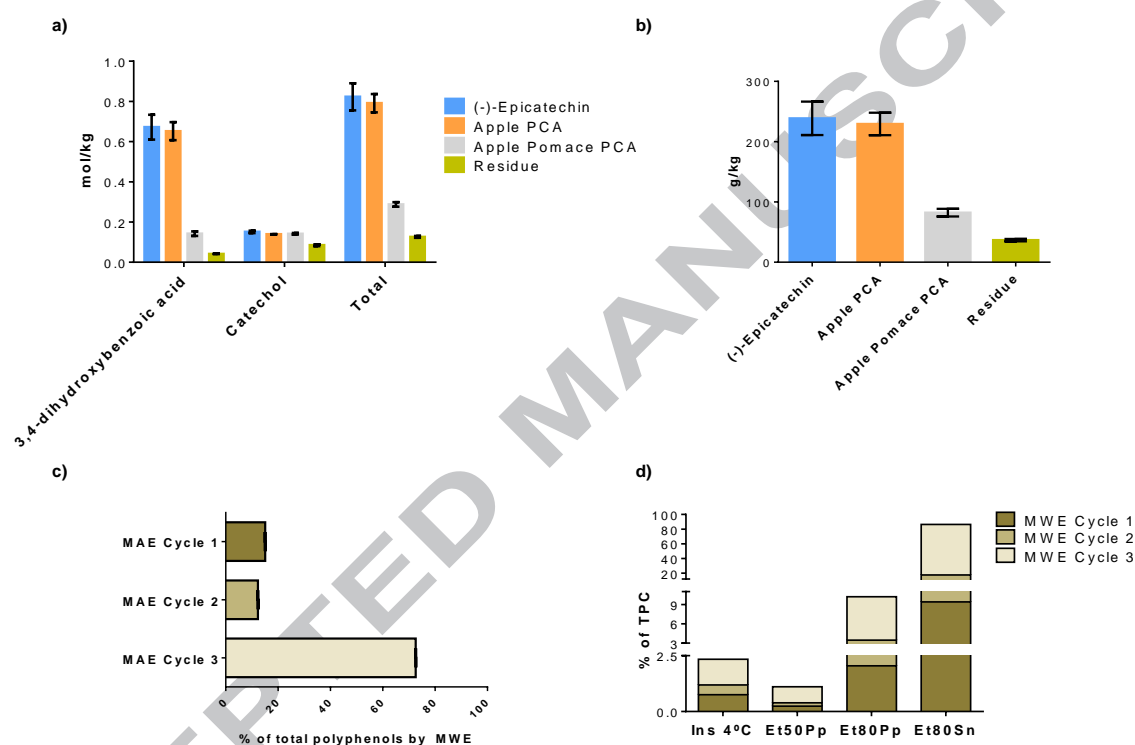 a)
1.0
0.8
0.6
0.4
0.2
0.0
mol/kg
3,4-dihydroxybenzoic acid
Catechol
Total
(-)-Epicatechin
Apple PCA
Apple Pomace PCA
Residue
b)
300
200
100
0
g/kg
(-)-Epicatechin
Apple PCA
Apple Pomace PCA
Residue
c)
MAE Cycle 1
MAE Cycle 2
MAE Cycle 3
0
20
40
60
80
100
% of total polyphenols by MWE
d)
100
80
60
40
20
9
6
3
2.5
0.0
% of TPC
Ins 4ºC
Et50Pp
Et80Pp
Et80Sn
MWE Cycle 1
MWE Cycle 2
MWE Cycle 3